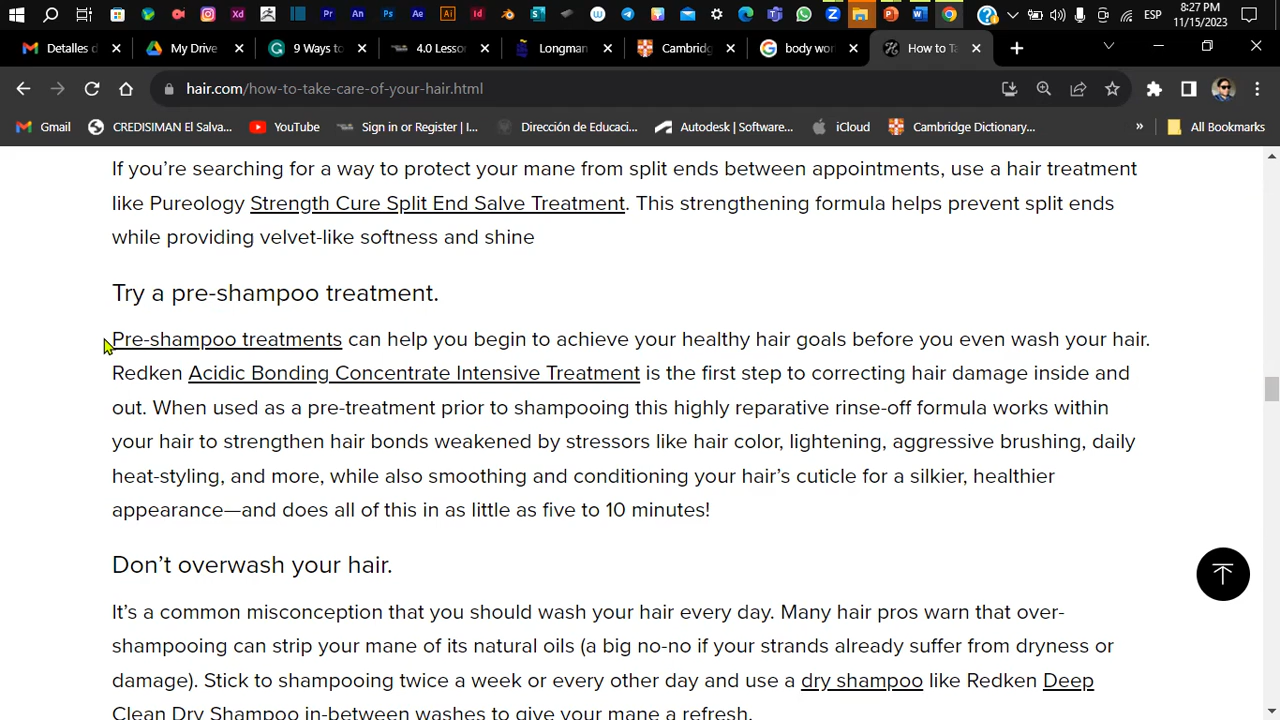 Xd
Pr
An
Ps
Ae
Ai
Id
S
W
Z
P
W
ESP
8:27 PM
11/15/2023
Detalles d
My Drive
9 Ways to
4.0 Lesso
Longman
Cambridg
body wor
How to Ta
hair.com/how-to-take-care-of-your-hair.html
Gmail
CREDISIMAN El Salva...
YouTube
Sign in or Register | I...
Dirección de Educaci...
Autodesk | Software...
iCloud
Cambridge Dictionary...
»
All Bookmarks
If you’re searching for a way to protect your mane from split ends between appointments, use a hair treatment
like Pureology Strength Cure Split End Salve Treatment. This strengthening formula helps prevent split ends
while providing velvet-like softness and shine
Try a pre-shampoo treatment.
Pre-shampoo treatments can help you begin to achieve your healthy hair goals before you even wash your hair.
Redken Acidic Bonding Concentrate Intensive Treatment is the first step to correcting hair damage inside and
out. When used as a pre-treatment prior to shampooing this highly reparative rinse-off formula works within
your hair to strengthen hair bonds weakened by stressors like hair color, lightening, aggressive brushing, daily
heat-styling, and more, while also smoothing and conditioning your hair’s cuticle for a silkier, healthier
appearance—and does all of this in as little as five to 10 minutes!
Don’t overwash your hair.
It’s a common misconception that you should wash your hair every day. Many hair pros warn that over-
shampooing can strip your mane of its natural oils (a big no-no if your strands already suffer from dryness or
damage). Stick to shampooing twice a week or every other day and use a dry shampoo like Redken Deep
Clean Dry Shampoo in-between washes to give your mane a refresh.